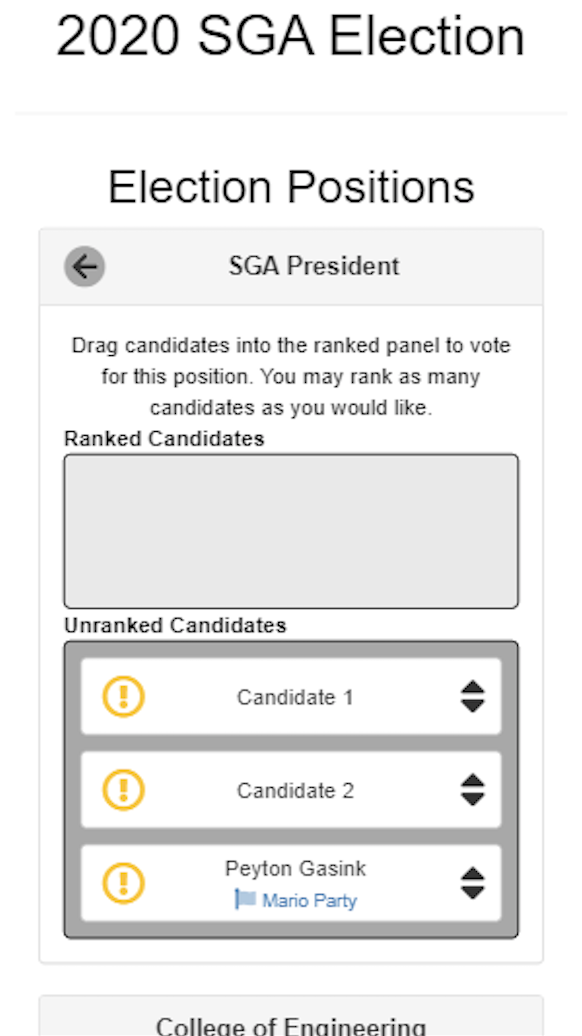 2020 SGA Election
Election Positions
SGA President
Drag candidates into the ranked panel to vote
for this position. You may rank as many
candidates as you would like.
Ranked Candidates
Unranked Candidates
Candidate 1
Candidate 2
Peyton Gasink
Mario Party
College of Engineering